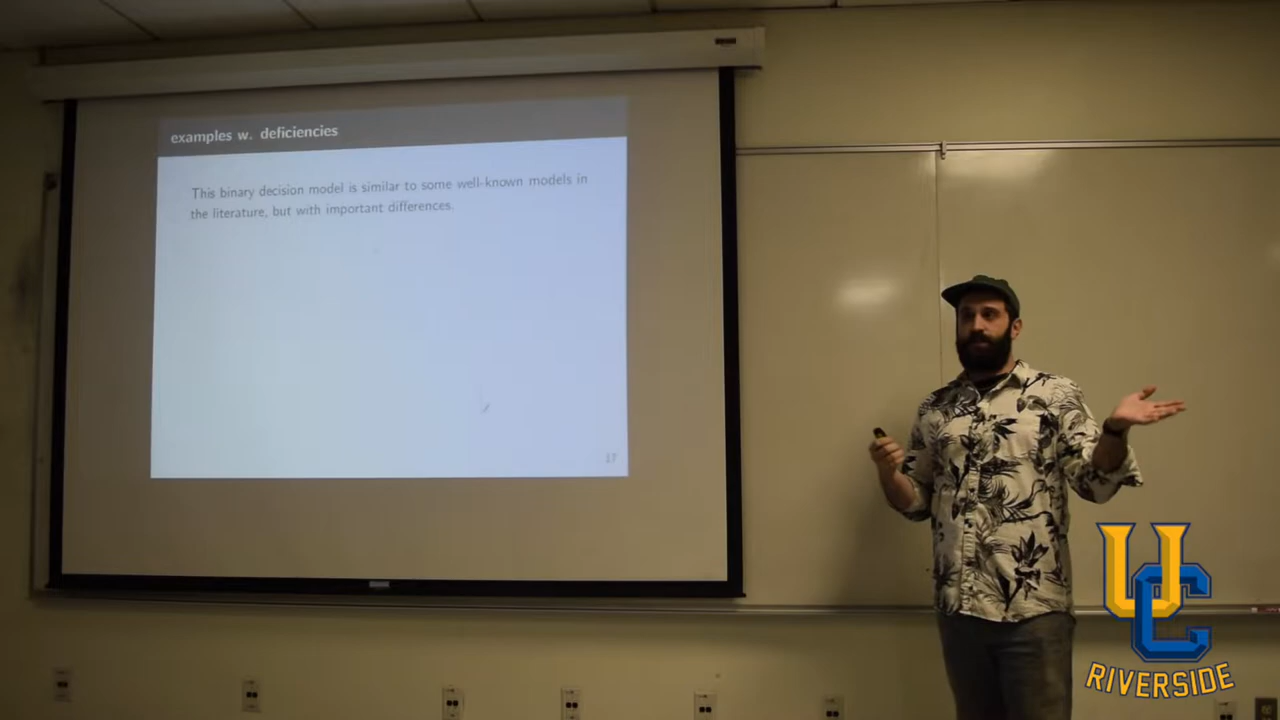 examples w. deficiencies
This binary decision model is similar to some well-known models in
the literature, but with important differences.
17
UC
RIVERSIDE